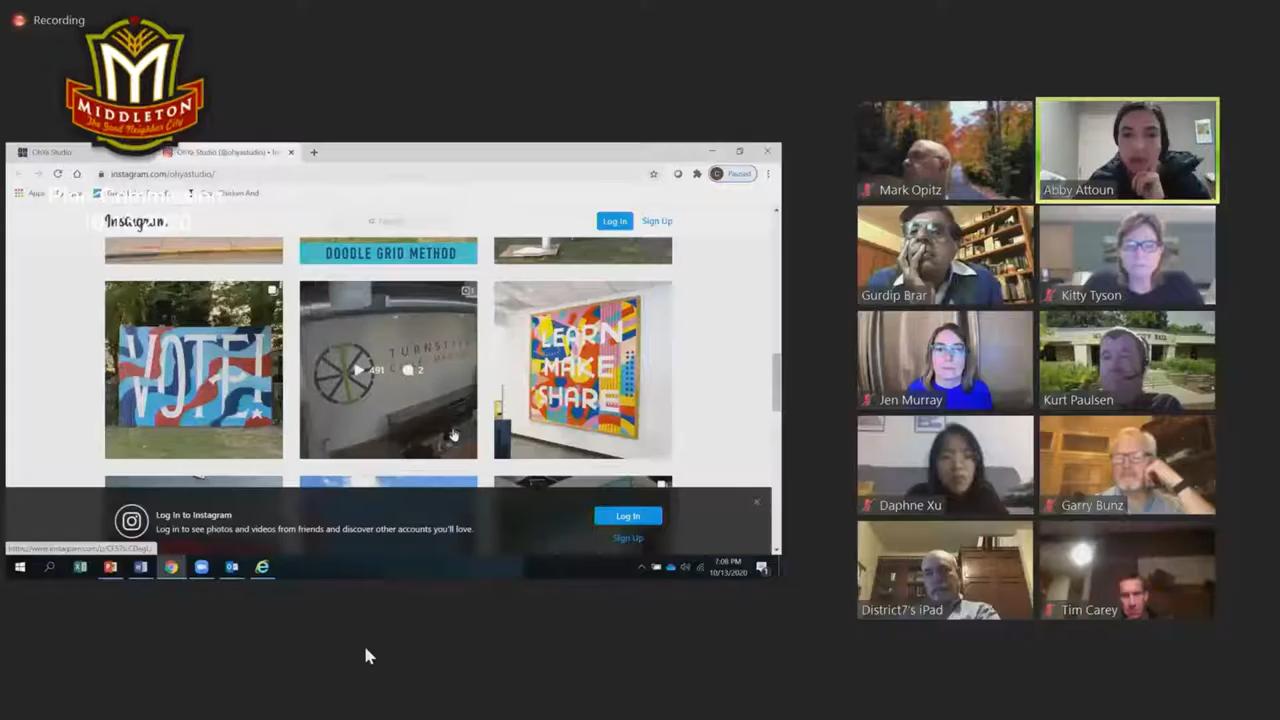 Recording
M
MIDDLETON
The Good Neighbor City
OhYa Studio
OhYa Studio (@ohyastudio) • In
instagram.com/ohyastudio/
Paused
Apps
Plan Commission
Instagram
Log In
Sign Up
DOODLE GRID METHOD
VOTE!
TURNSTILE
491
2
LEARN
MAKE
SHARE
Log In to Instagram
Log in to see photos and videos from friends and discover other accounts you'll love.
Log In
Sign Up
7:08 PM
10/13/2020
Mark Opitz
Abby Attoun
Gurdip Brar
Kitty Tyson
Jen Murray
Kurt Paulsen
Daphne Xu
Garry Bunz
District7's iPad
Tim Carey